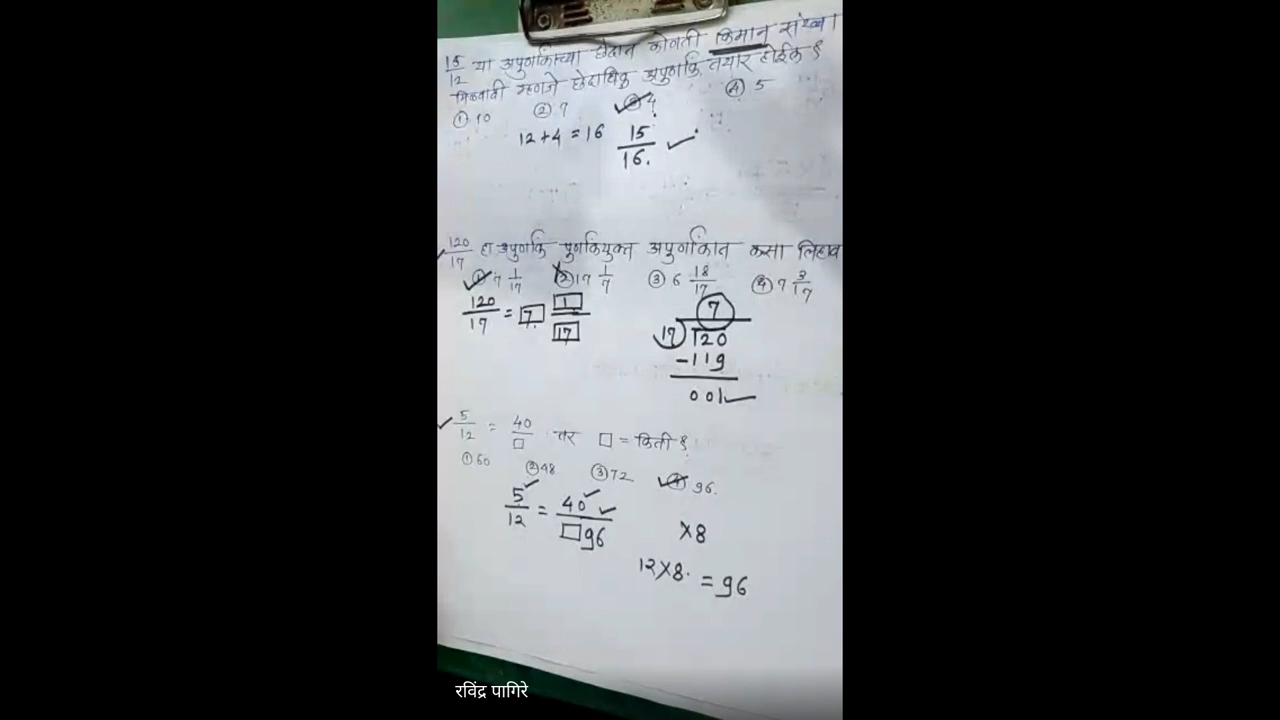 15/12 या अपुर्णांकाच्या छेदात कोणती किमान संख्या
मिळवावी म्हणजे छेदाधिक अपुर्णांक तयार होईल ?
① 10 ② 7 ③ 4 ④ 5
12+4 = 16 15/16.
120/17 हा अपुर्णांक पुर्णांकयुक्त अपुर्णांकात कसा लिहाव
① 7 1/17 ② 17 1/7 ③ 6 18/17 ④ 7 3/17
120/17 = 7 1/17
7
17) 120
-119
001
5/12 = 40/□ तर □ = किती ?
① 60 ② 48 ③ 72 ④ 96.
5/12 = 40/□96
×8
12×8. = 96
रविंद्र पागिरे